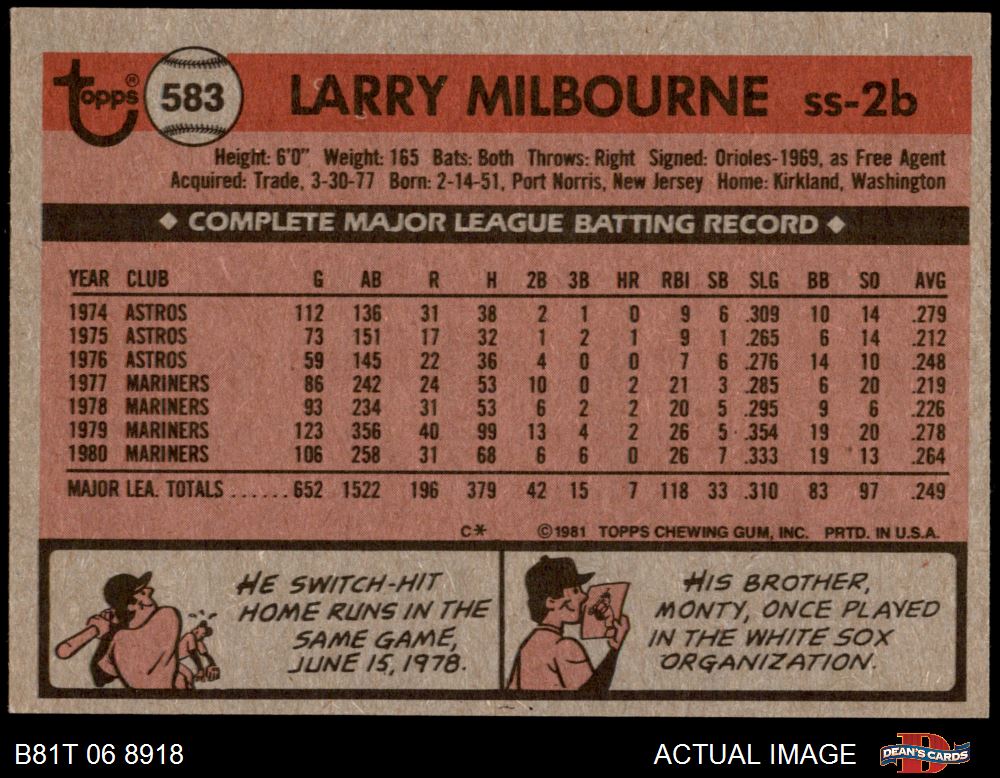 topps®
583
LARRY MILBOURNE ss-2b
Height: 6'0" Weight: 165 Bats: Both Throws: Right Signed: Orioles-1969, as Free Agent
Acquired: Trade, 3-30-77 Born: 2-14-51, Port Norris, New Jersey Home: Kirkland, Washington
◆ COMPLETE MAJOR LEAGUE BATTING RECORD ◆
YEAR CLUB G AB R H 2B 3B HR RBI SB SLG BB SO AVG
1974 ASTROS 112 136 31 38 2 1 0 9 6 .309 10 14 .279
1975 ASTROS 73 151 17 32 1 2 1 9 1 .265 6 14 .212
1976 ASTROS 59 145 22 36 4 0 0 7 6 .276 14 10 .248
1977 MARINERS 86 242 24 53 10 0 2 21 3 .285 6 20 .219
1978 MARINERS 93 234 31 53 6 2 2 20 5 .295 9 6 .226
1979 MARINERS 123 356 40 99 13 4 2 26 5 .354 19 20 .278
1980 MARINERS 106 258 31 68 6 6 0 26 7 .333 19 13 .264
MAJOR LEA. TOTALS ......652 1522 196 379 42 15 7 118 33 .310 83 97 .249
C* ©1981 TOPPS CHEWING GUM, INC. PRTD. IN U.S.A.
HE SWITCH-HIT
HOME RUNS IN THE
SAME GAME,
JUNE 15, 1978.
HIS BROTHER,
MONTY, ONCE PLAYED
IN THE WHITE SOX
ORGANIZATION.
B81T 06 8918 ACTUAL IMAGE
DEAN'S CARDS